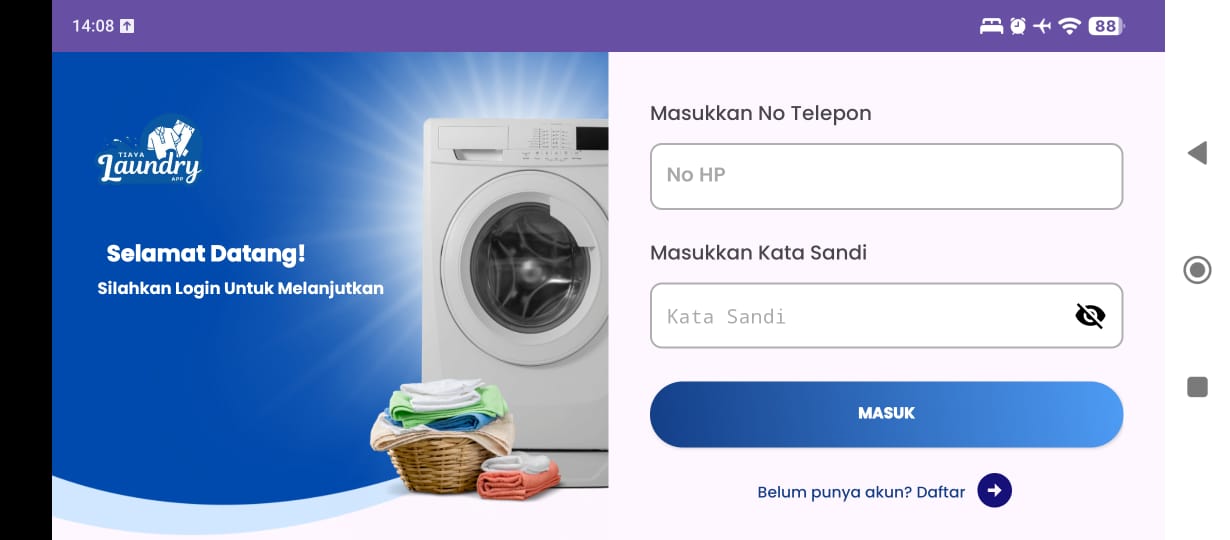 14:08
88
TIAYA
Laundry
APP
Selamat Datang!
Silahkan Login Untuk Melanjutkan
Masukkan No Telepon
No HP
Masukkan Kata Sandi
Kata Sandi
MASUK
Belum punya akun? Daftar